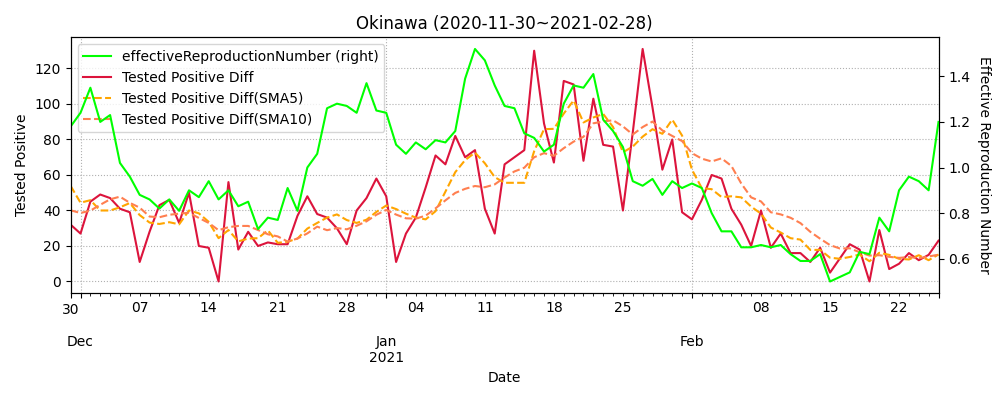 Okinawa (2020-11-30~2021-02-28)
effectiveReproductionNumber (right)
Tested Positive Diff
Tested Positive Diff(SMA5)
Tested Positive Diff(SMA10)
Tested Positive
120
100
80
60
40
20
0
1.4
1.2
1.0
0.8
0.6
Effective Reproduction Number
30 07 14 21 28 04 11 18 25 08 15 22
Dec Jan Feb
2021
Date